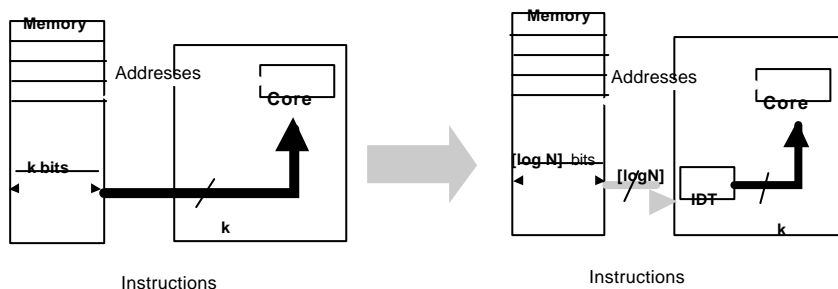 Memory
Addresses
Core
k bits
k
Instructions
Memory
Addresses
Core
[log N] bits
[logN]
IDT
k
Instructions